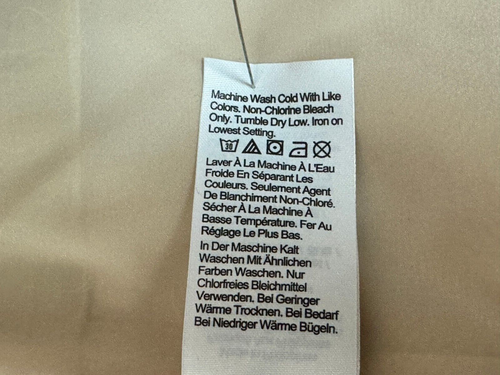 Machine Wash Cold With Like
Colors. Non-Chlorine Bleach
Only. Tumble Dry Low. Iron on
Lowest Setting.
30
Laver À La Machine À L'Eau
Froide En Séparant Les
Couleurs. Seulement Agent
De Blanchiment Non-Chloré.
Sécher À La Machine À
Basse Température. Fer Au
Réglage Le Plus Bas.
In Der Maschine Kalt
Waschen Mit Ähnlichen
Farben Waschen. Nur
Chlorfreies Bleichmittel
Verwenden. Bei Geringer
Wärme Trocknen. Bei Bedarf
Bei Niedriger Wärme Bügeln.